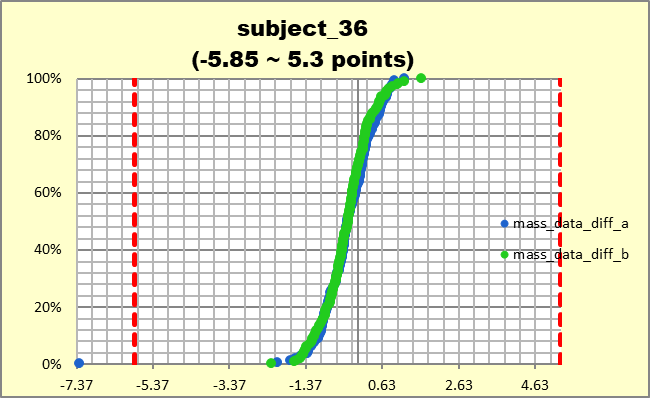 subject_36
(-5.85 ~ 5.3 points)
100%
80%
60%
40%
20%
0%
mass_data_diff_a
mass_data_diff_b
-7.37 -5.37 -3.37 -1.37 0.63 2.63 4.63